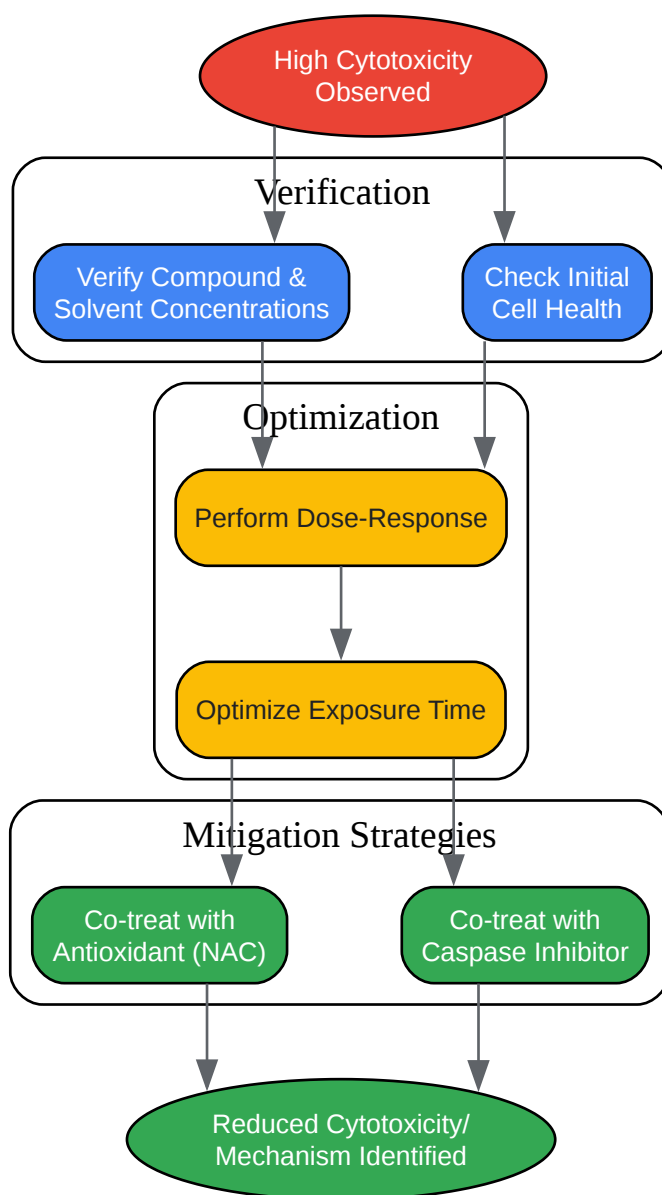 High Cytotoxicity
Observed
Verification
Verify Compound &
Solvent Concentrations
Check Initial
Cell Health
Optimization
Perform Dose-Response
Optimize Exposure Time
Mitigation Strategies
Co-treat with
Antioxidant (NAC)
Co-treat with
Caspase Inhibitor
Reduced Cytotoxicity/
Mechanism Identified